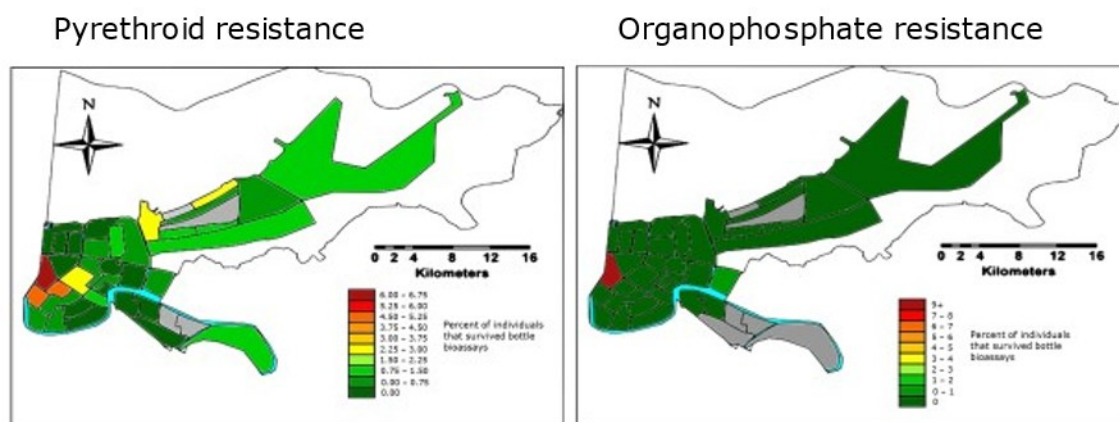 Pyrethroid resistance
Organophosphate resistance
N
0 2 4 8 12 16
Kilometers
6.00 - 6.75
5.25 - 6.00
4.50 - 5.25
3.75 - 4.50
3.00 - 3.75
2.25 - 3.00
1.50 - 2.25
0.75 - 1.50
0.00 - 0.75
0.00
Percent of individuals
that survived bottle
bioassays
N
0 2 4 8 12 16
Kilometers
9+
7 - 8
6 - 7
5 - 6
4 - 5
3 - 4
2 - 3
1 - 2
0 - 1
0
Percent of individuals
that survived bottle
bioassays